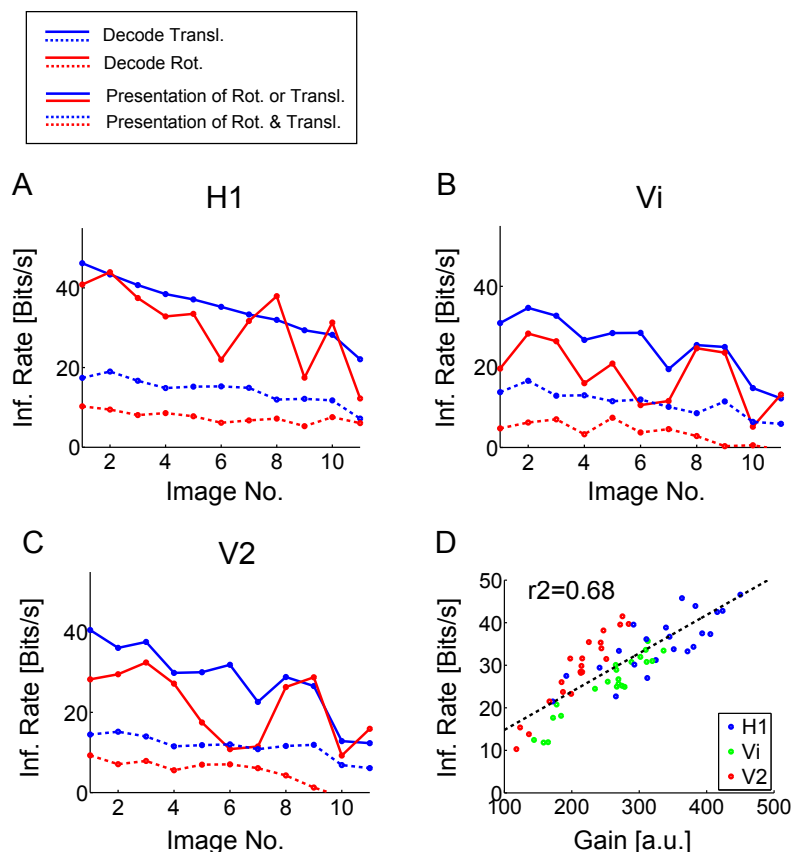 Decode Transl.
Decode Rot.
Presentation of Rot. or Transl.
Presentation of Rot. & Transl.
A
H1
Inf. Rate [Bits/s]
40
20
0
2 4 6 8 10
Image No.
B
Vi
Inf. Rate [Bits/s]
40
20
0
2 4 6 8 10
Image No.
C
V2
Inf. Rate [Bits/s]
40
20
0
2 4 6 8 10
Image No.
D
r2=0.68
Inf. Rate [Bits/s]
50
40
30
20
10
0
H1
Vi
V2
100 200 300 400 500
Gain [a.u.]